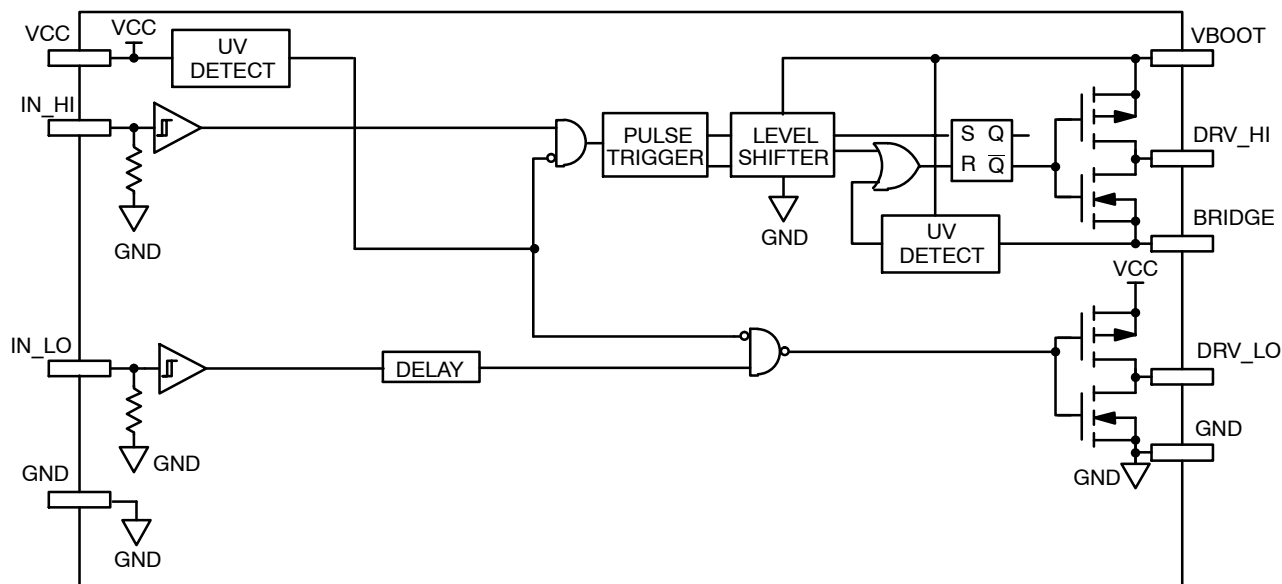 VCC
VCC
UV
DETECT
VBOOT
IN_HI
PULSE
TRIGGER
LEVEL
SHIFTER
S Q
R Q̅
DRV_HI
GND
GND
UV
DETECT
BRIDGE
VCC
IN_LO
DELAY
DRV_LO
GND
GND
GND
GND
GND